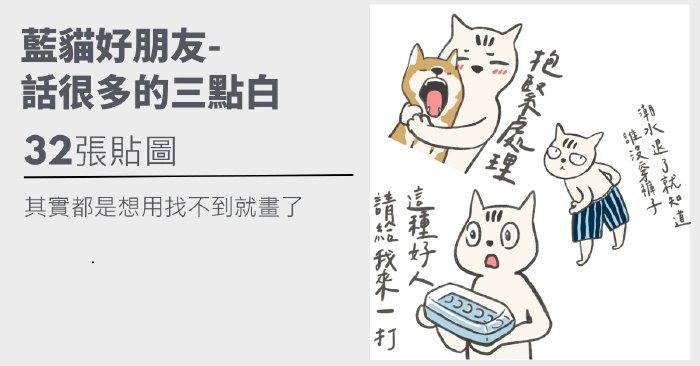 藍貓好朋友-
話很多的三點白
32張貼圖
其實都是想用找不到就畫了
抱緊處理
潮水退了就知道
誰沒穿褲子
這種好人
請給我來一打